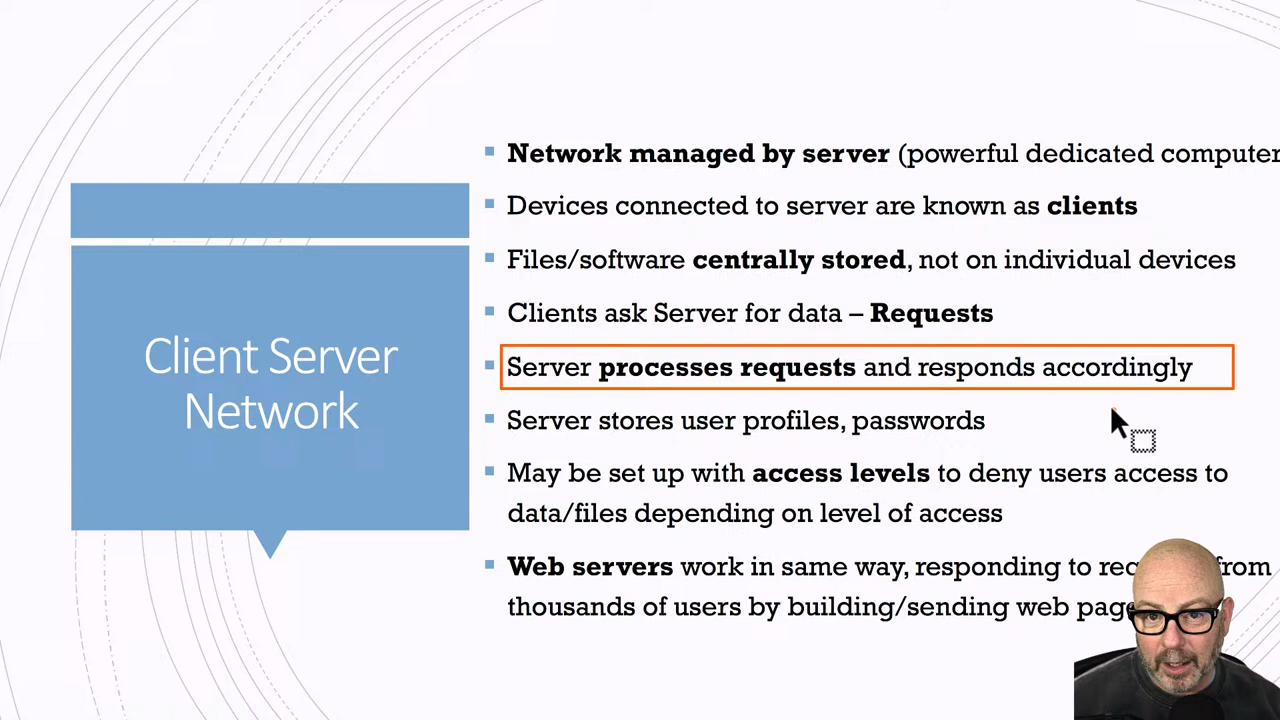 Client Server
Network
Network managed by server (powerful dedicated computer
Devices connected to server are known as clients
Files/software centrally stored, not on individual devices
Clients ask Server for data – Requests
Server processes requests and responds accordingly
Server stores user profiles, passwords
May be set up with access levels to deny users access to
data/files depending on level of access
Web servers work in same way, responding to from
thousands of users by building/sending web